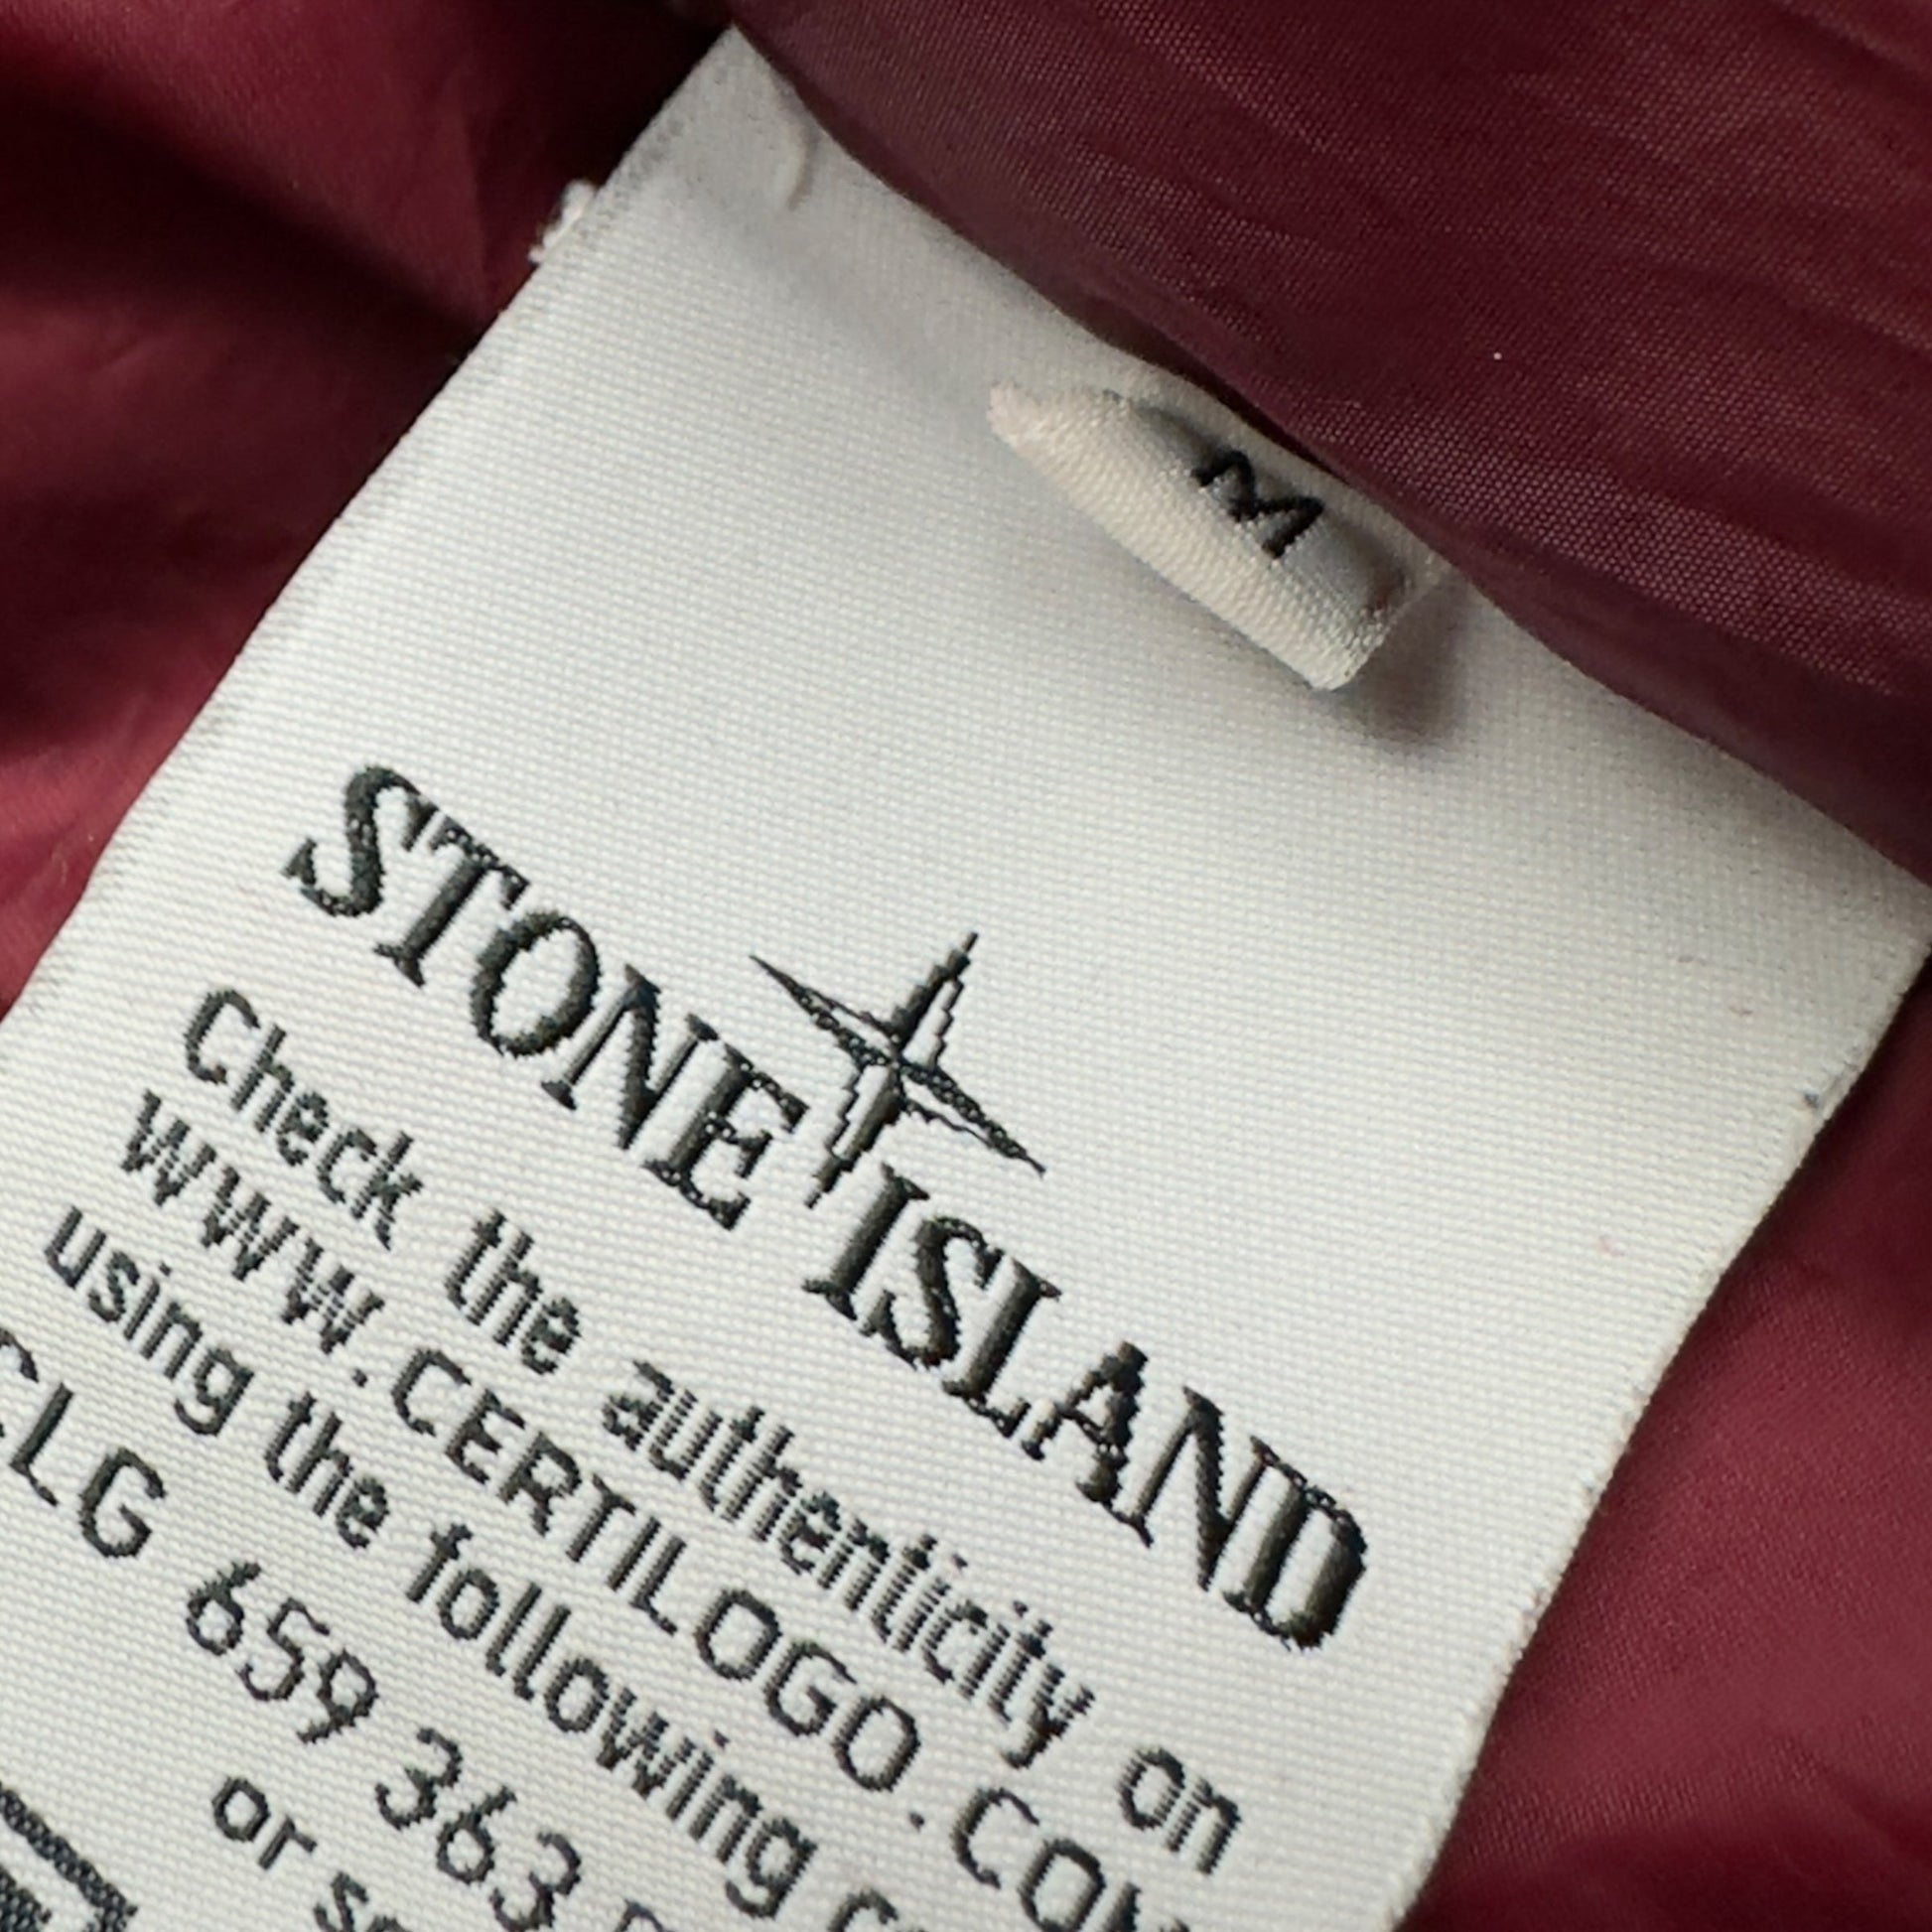 M
STONE ISLAND
Check the authenticity on
WWW.CERTILOGO.COM
using the following
CLG 659 363
or